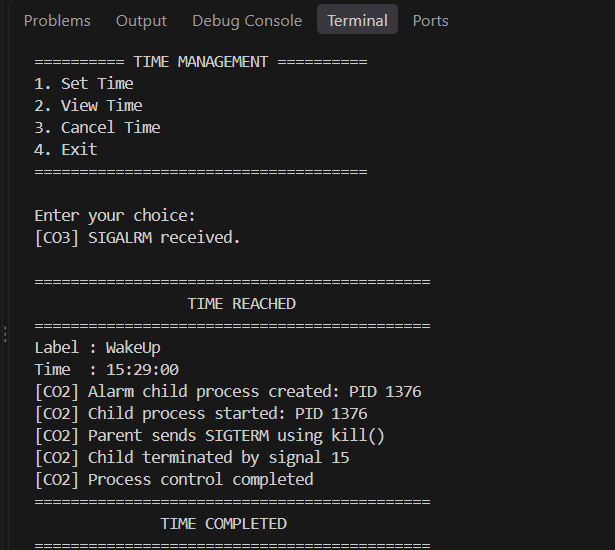 Problems Output Debug Console Terminal Ports
========== TIME MANAGEMENT ==========
1. Set Time
2. View Time
3. Cancel Time
4. Exit
=====================================
Enter your choice:
[CO3] SIGALRM received.
============================================
TIME REACHED
============================================
Label : WakeUp
Time  : 15:29:00
[CO2] Alarm child process created: PID 1376
[CO2] Child process started: PID 1376
[CO2] Parent sends SIGTERM using kill()
[CO2] Child terminated by signal 15
[CO2] Process control completed
============================================
TIME COMPLETED
============================================